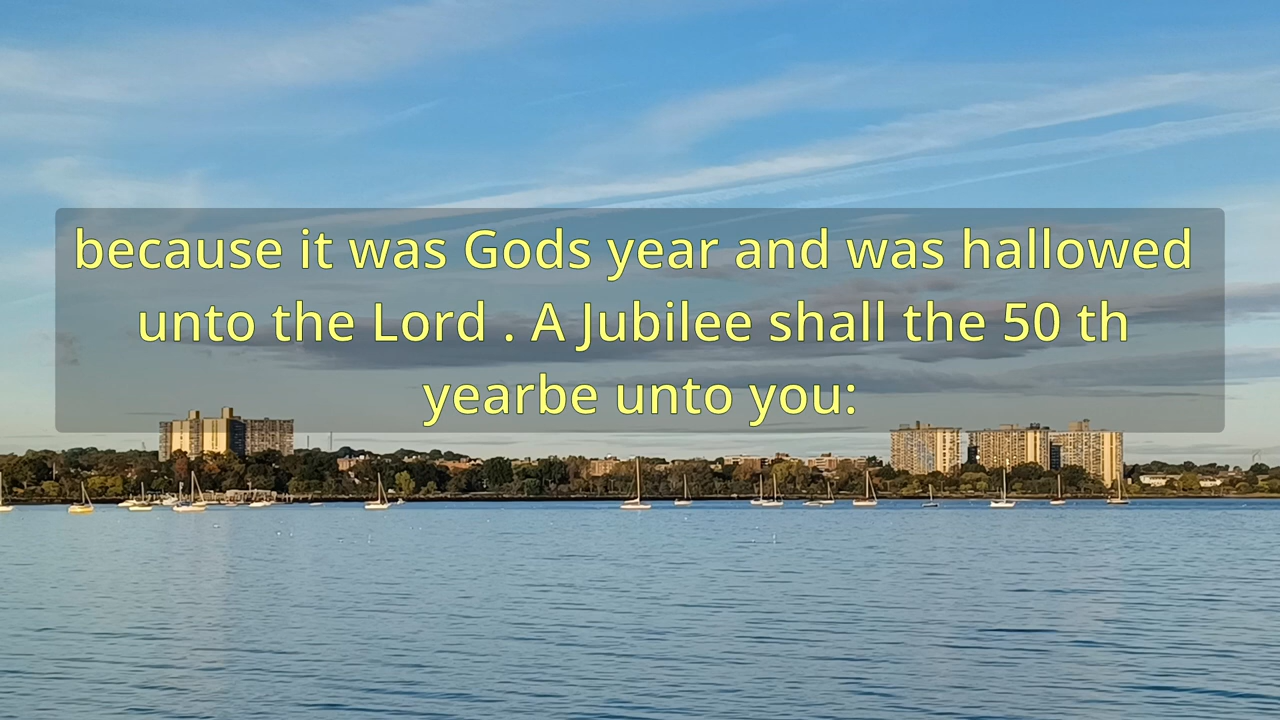 because it was Gods year and was hallowed
unto the Lord . A Jubilee shall the 50 th
yearbe unto you: